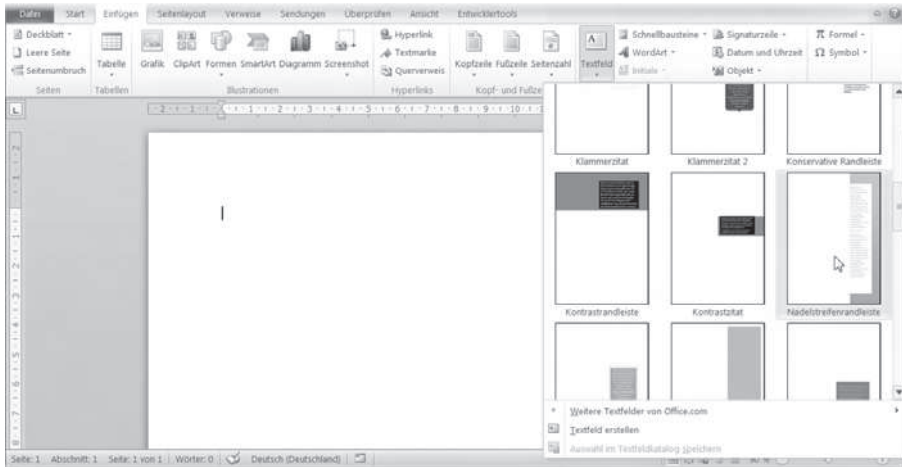 Datei Start Einfügen Seitenlayout Verweise Sendungen Überprüfen Ansicht Entwicklertools
Deckblatt
Leere Seite
Seitenumbruch
Seiten
Tabelle
Tabellen
Grafik ClipArt Formen SmartArt Diagramm Screenshot
Illustrationen
Hyperlink
Textmarke
Querverweis
Hyperlinks
Kopfzeile Fußzeile Seitenzahl
Kopf- und Fußze
Textfeld
Schnellbausteine
WordArt
Initiale
Signaturzeile
Datum und Uhrzeit
Objekt
π Formel
Ω Symbol
Klammerzitat Klammerzitat 2 Konservative Randleiste
Kontrastrandleiste Kontrastzitat Nadelstreifenrandleiste
Weitere Textfelder von Office.com
Textfeld erstellen
Auswahl im Textfeldkatalog speichern
Seite: 1 Abschnitt: 1 Seite: 1 von 1 Wörter: 0 Deutsch (Deutschland)